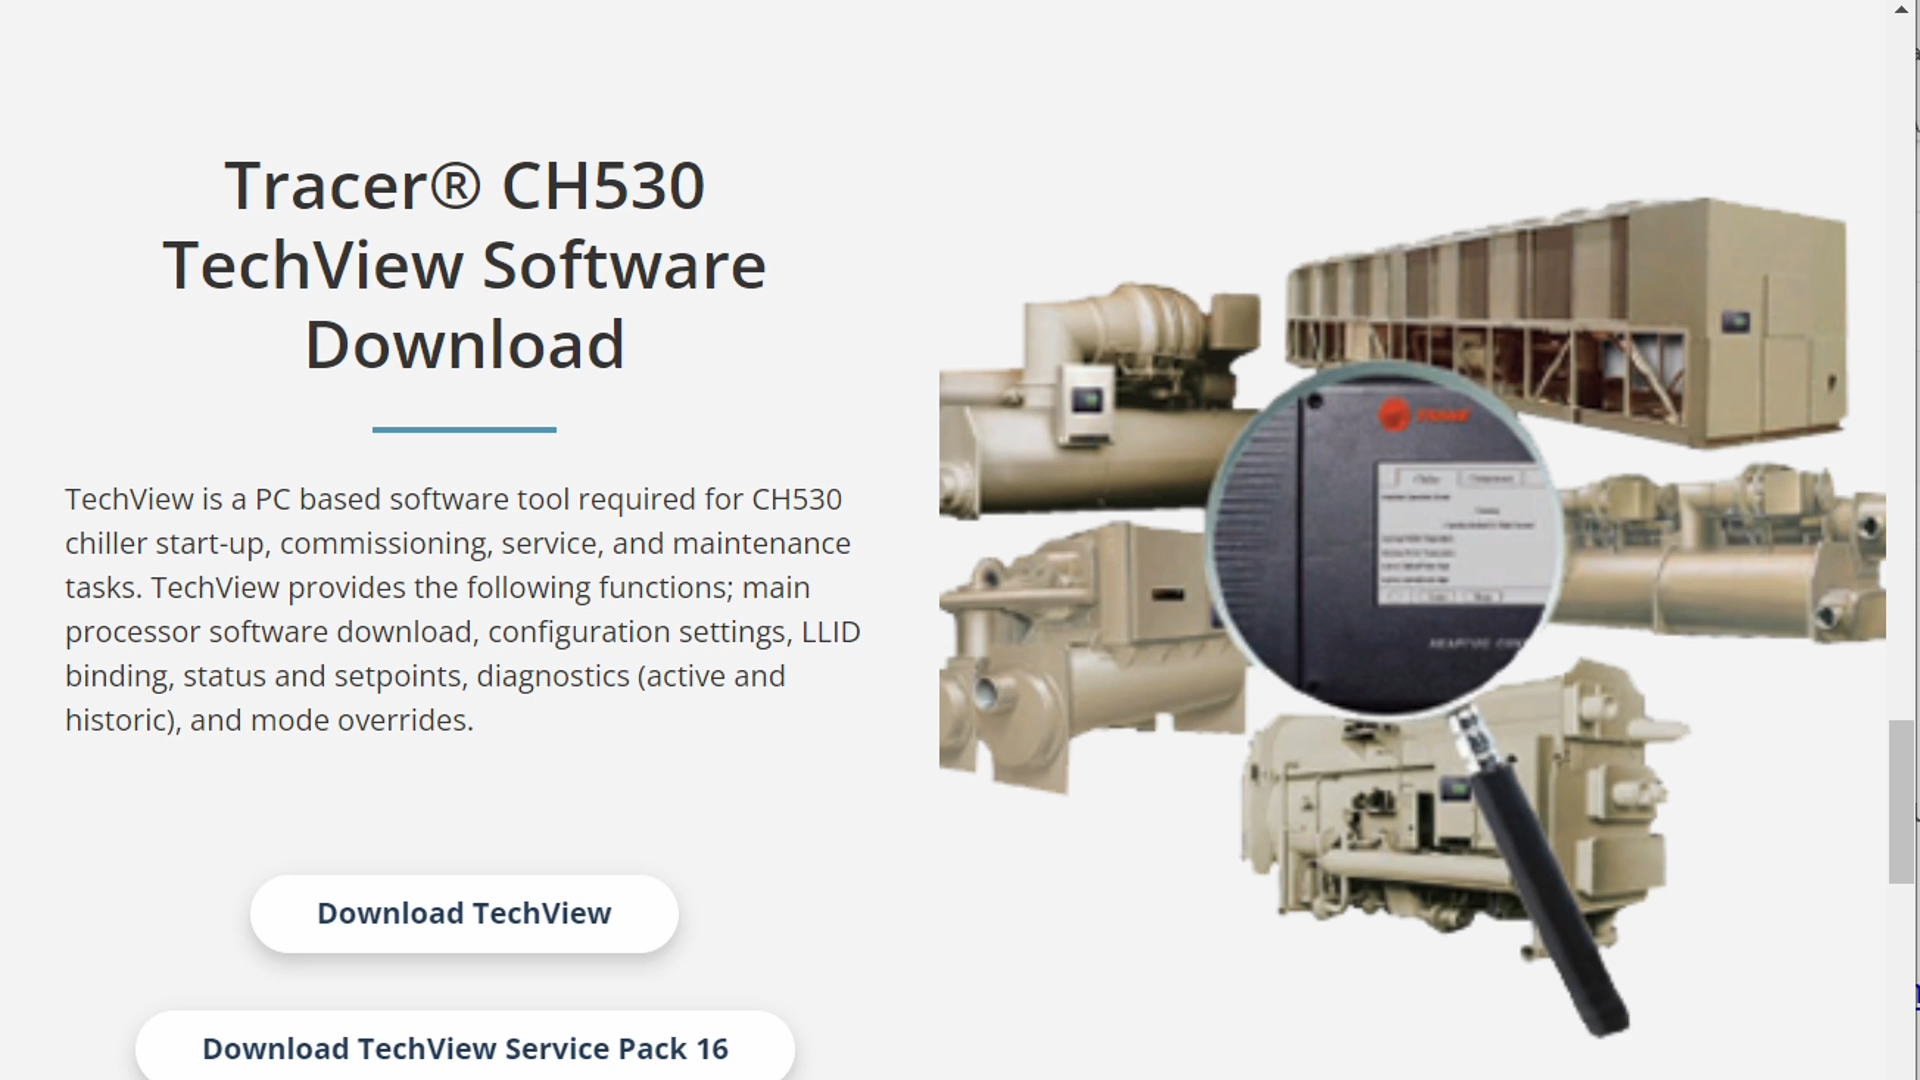 Tracer® CH530
TechView Software
Download
TechView is a PC based software tool required for CH530
chiller start-up, commissioning, service, and maintenance
tasks. TechView provides the following functions; main
processor software download, configuration settings, LLID
binding, status and setpoints, diagnostics (active and
historic), and mode overrides.
Download TechView
Download TechView Service Pack 16
TRANE